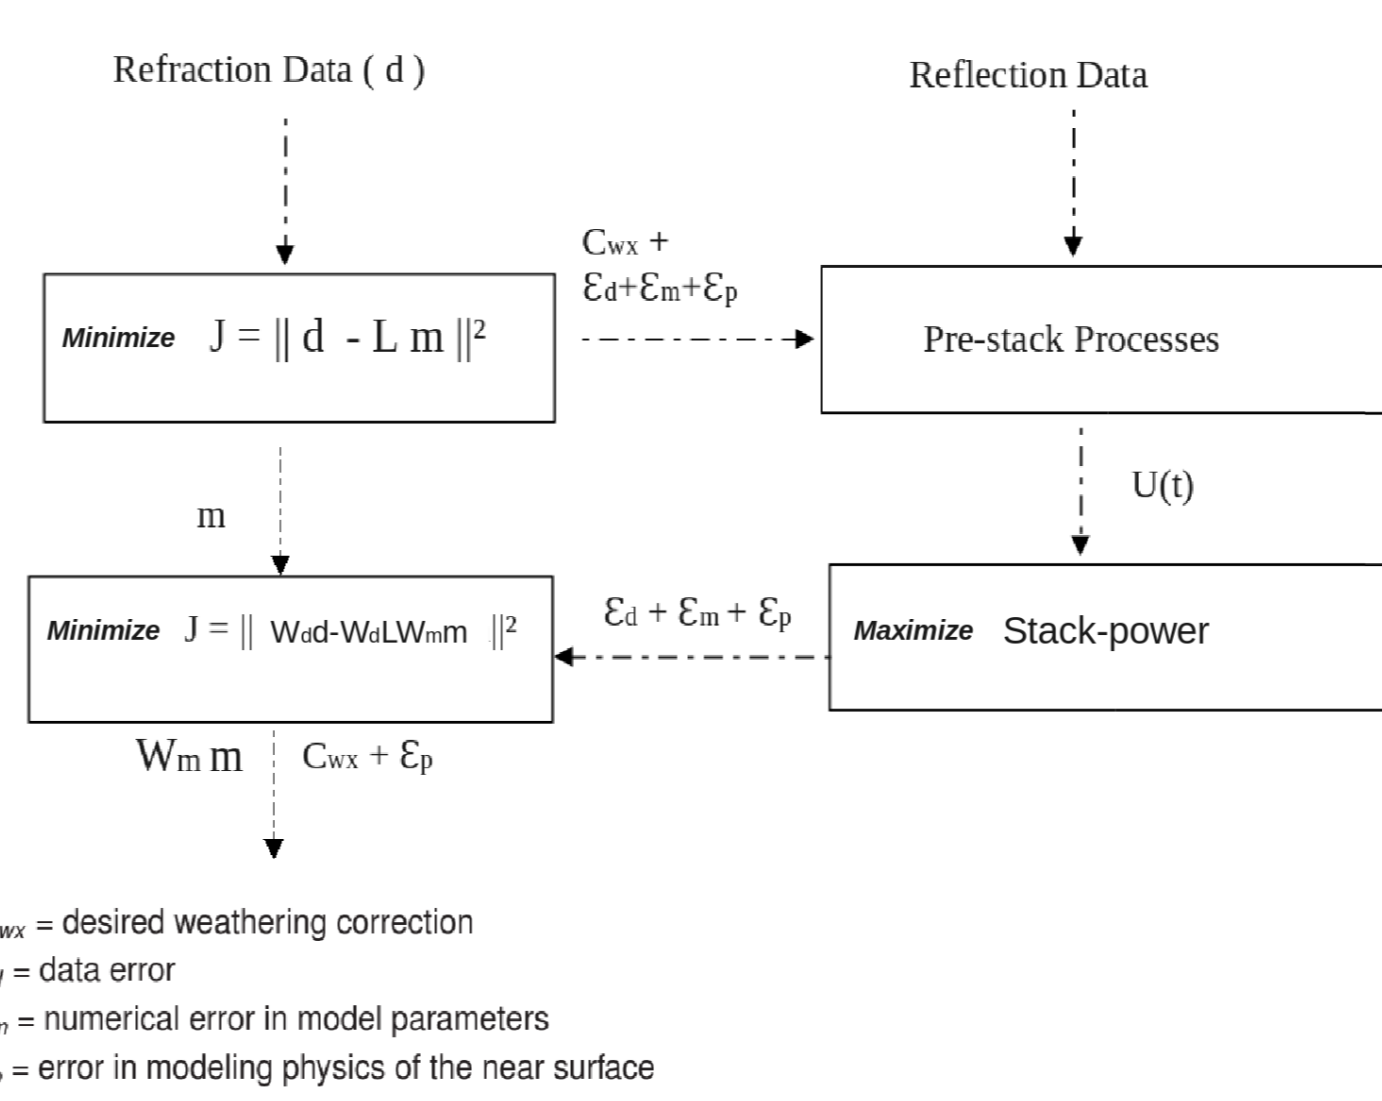 Refraction Data ( d )
Reflection Data
Cwx +
Ɛd+Ɛm+Ɛp
Minimize J = || d - L m ||²
Pre-stack Processes
m
U(t)
Minimize J = || Wdd-WdLWmm ||²
Ɛd + Ɛm + Ɛp
Maximize Stack-power
Wm m
Cwx + Ɛp
wx = desired weathering correction
= data error
= numerical error in model parameters
= error in modeling physics of the near surface